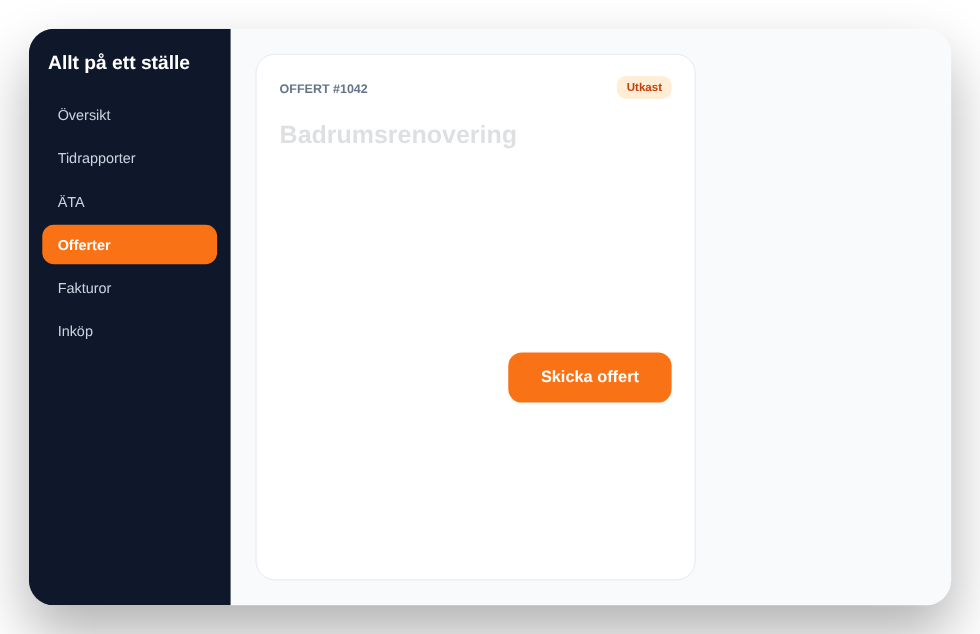 Allt på ett ställe
Översikt
Tidrapporter
ÄTA
Offerter
Fakturor
Inköp
OFFERT #1042
Utkast
Badrumsrenovering
Skicka offert